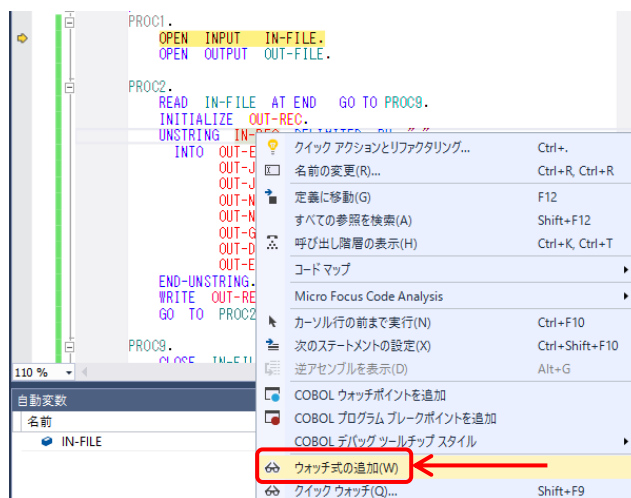 PROC1.
OPEN INPUT IN-FILE.
OPEN OUTPUT OUT-FILE.
PROC2.
READ IN-FILE AT END GO TO PROC9.
INITIALIZE OUT-REC.
UNSTRING IN-REC DELIMITED BY ","
INTO OUT-E
OUT-J
OUT-J
OUT-N
OUT-N
OUT-G
OUT-D
OUT-E
END-UNSTRING.
WRITE OUT-RE
GO TO PROC2
PROC9.
CLOSE IN-FIL
110 %
自動変数
名前
IN-FILE
クイック アクションとリファクタリング... Ctrl+.
名前の変更(R)... Ctrl+R, Ctrl+R
定義に移動(G) F12
すべての参照を検索(A) Shift+F12
呼び出し階層の表示(H) Ctrl+K, Ctrl+T
コード マップ
Micro Focus Code Analysis
カーソル行の前まで実行(N) Ctrl+F10
次のステートメントの設定(X) Ctrl+Shift+F10
逆アセンブルを表示(D) Alt+G
COBOL ウォッチポイントを追加
COBOL プログラム ブレークポイントを追加
COBOL デバッグ ツールチップ スタイル
ウォッチ式の追加(W)
クイック ウォッチ(Q)... Shift+F9